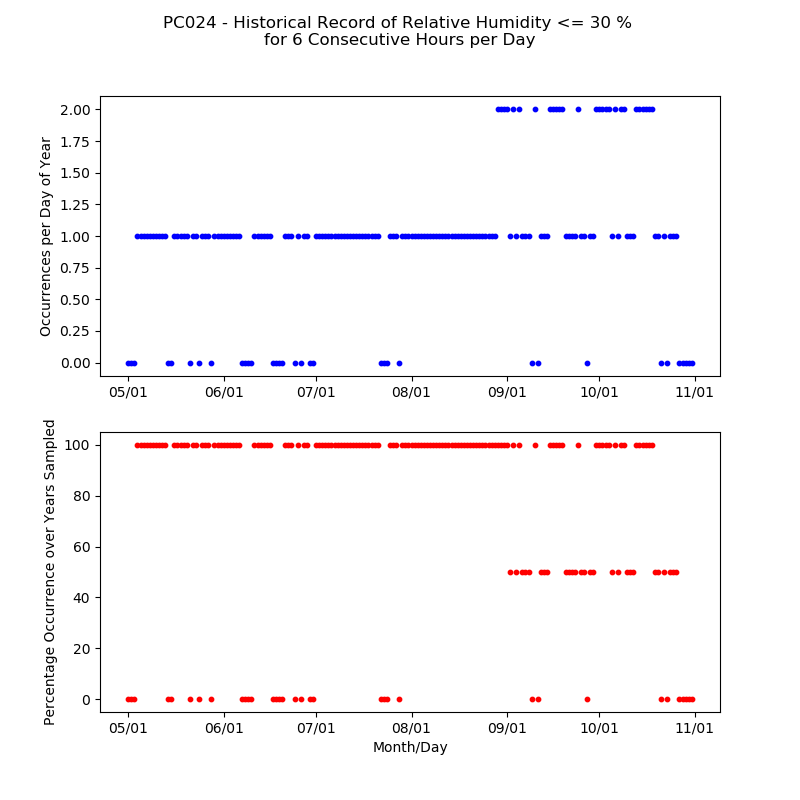 PC024 - Historical Record of Relative Humidity <= 30 %
for 6 Consecutive Hours per Day
Occurrences per Day of Year
2.00
1.75
1.50
1.25
1.00
0.75
0.50
0.25
0.00
05/01 06/01 07/01 08/01 09/01 10/01 11/01
Percentage Occurrence over Years Sampled
100
80
60
40
20
0
05/01 06/01 07/01 08/01 09/01 10/01 11/01
Month/Day